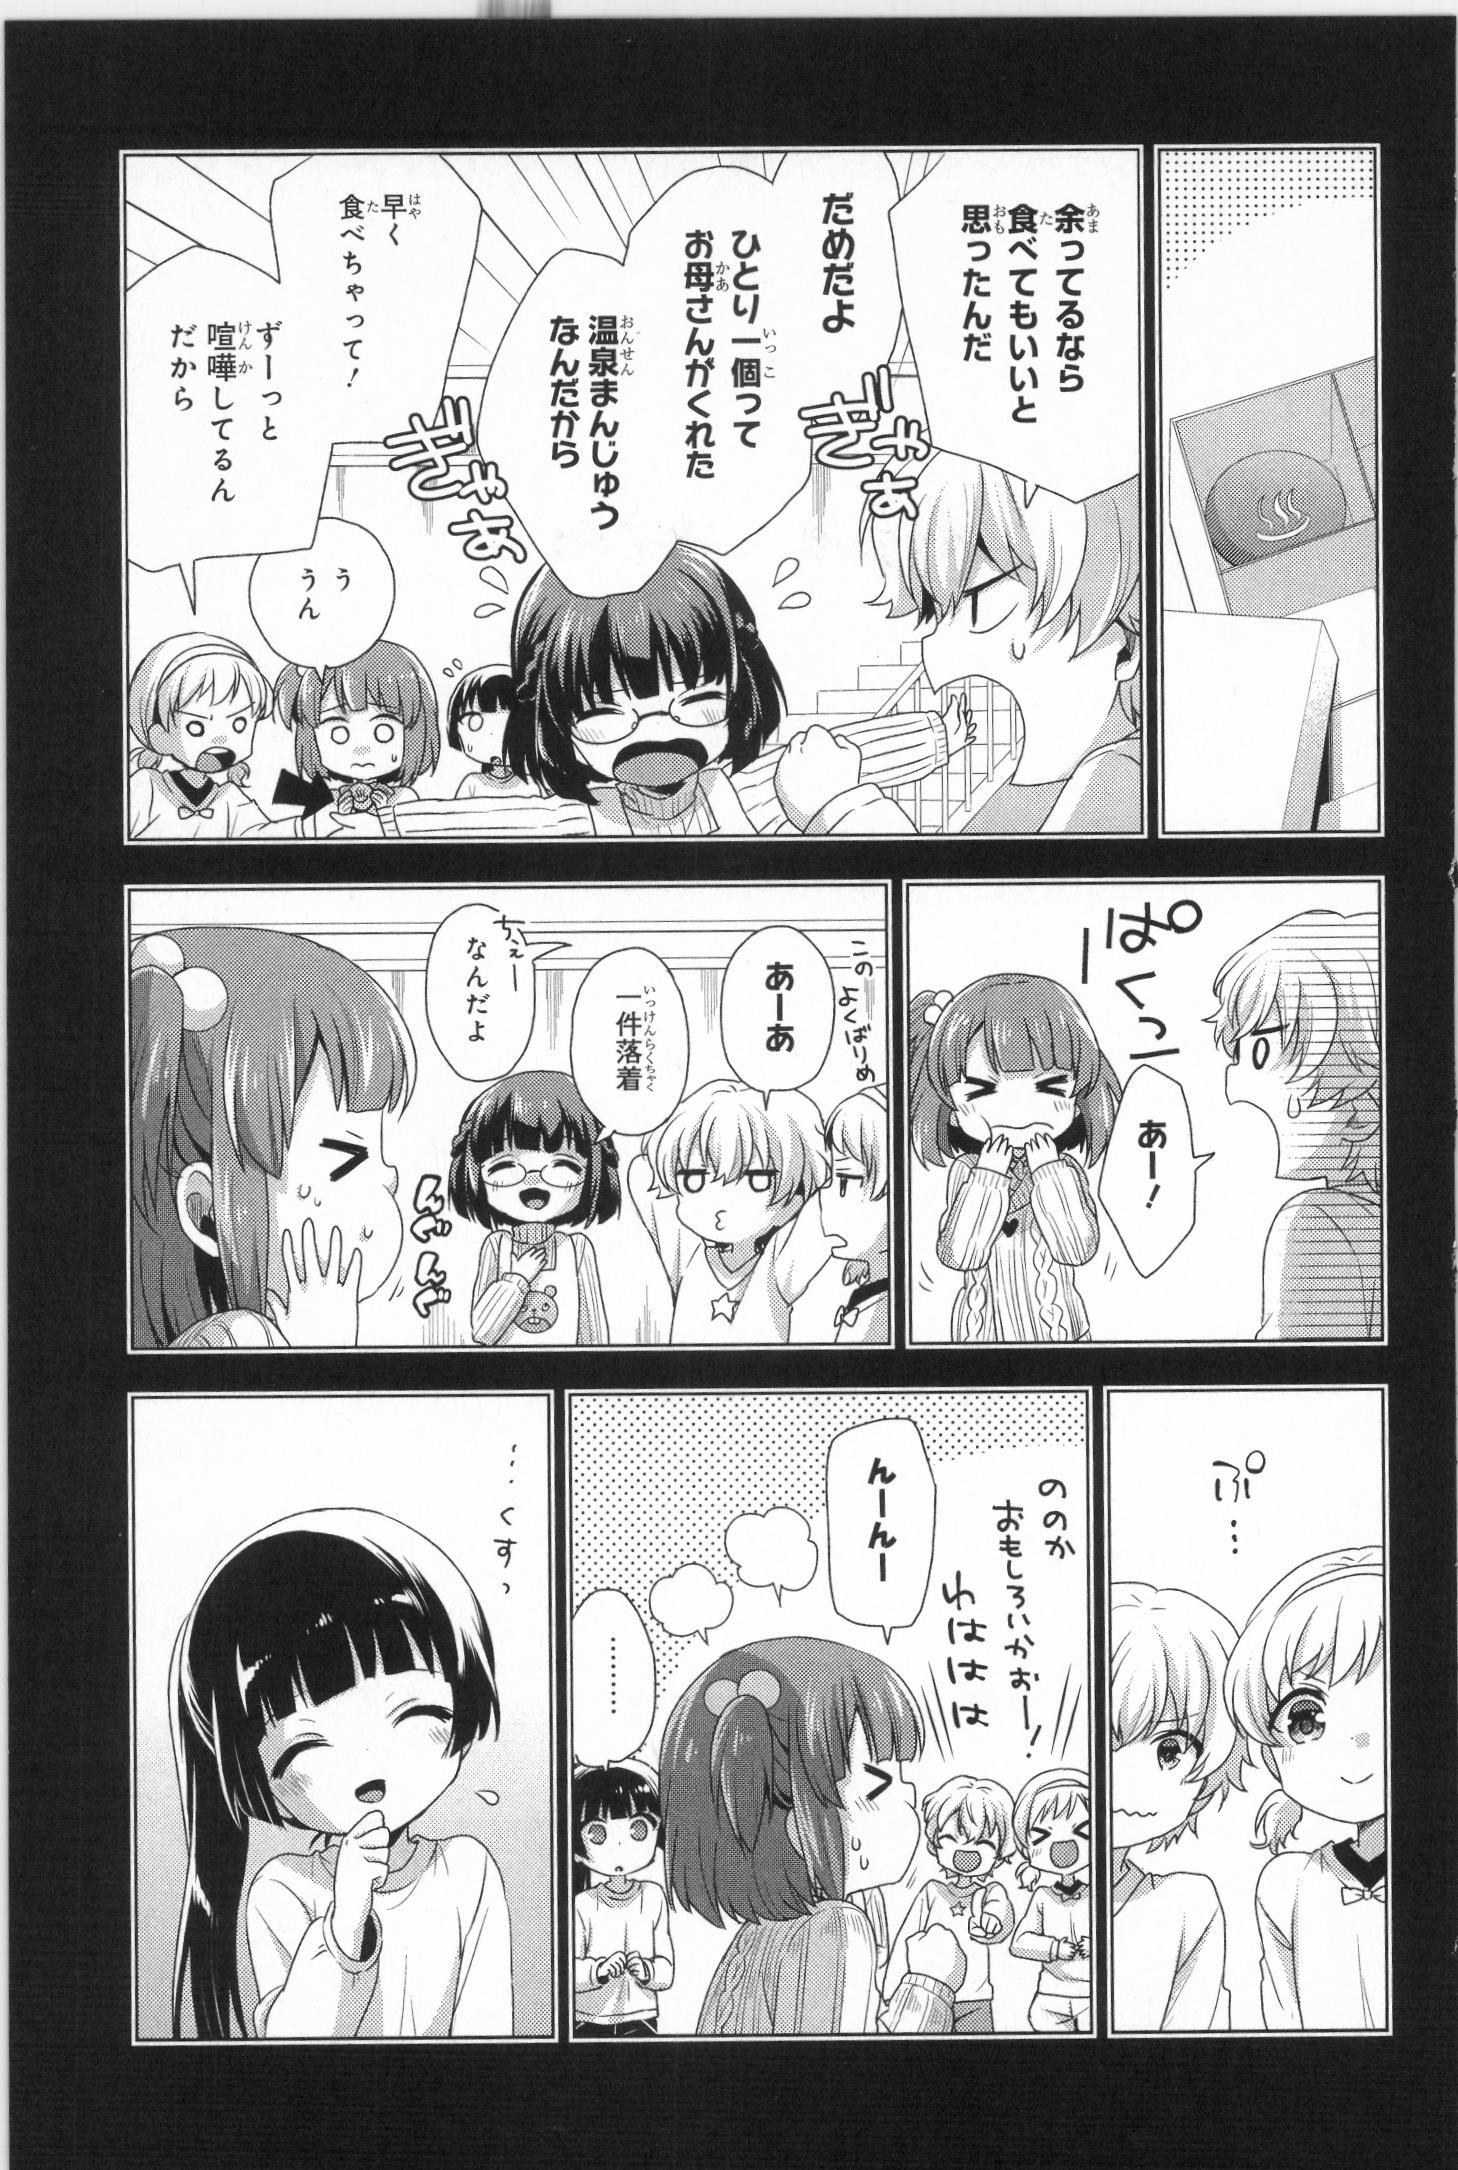 余ってるなら
食べてもいいと
思ったんだ
だめだよ
ひとり一個って
お母さんがくれた
温泉まんじゅう
なんだから
ぎゃあ
ぎゃあ
早く
食べちゃって！
ずーっと
喧嘩してるん
だから
う
うん
ぱくっ
あー！
このよくばりめ
あーあ
一件落着
ちぇー
なんだよ
ぷ…
ののか
おもしろいかおー！
わはははは
んーんー
………
…くすっ